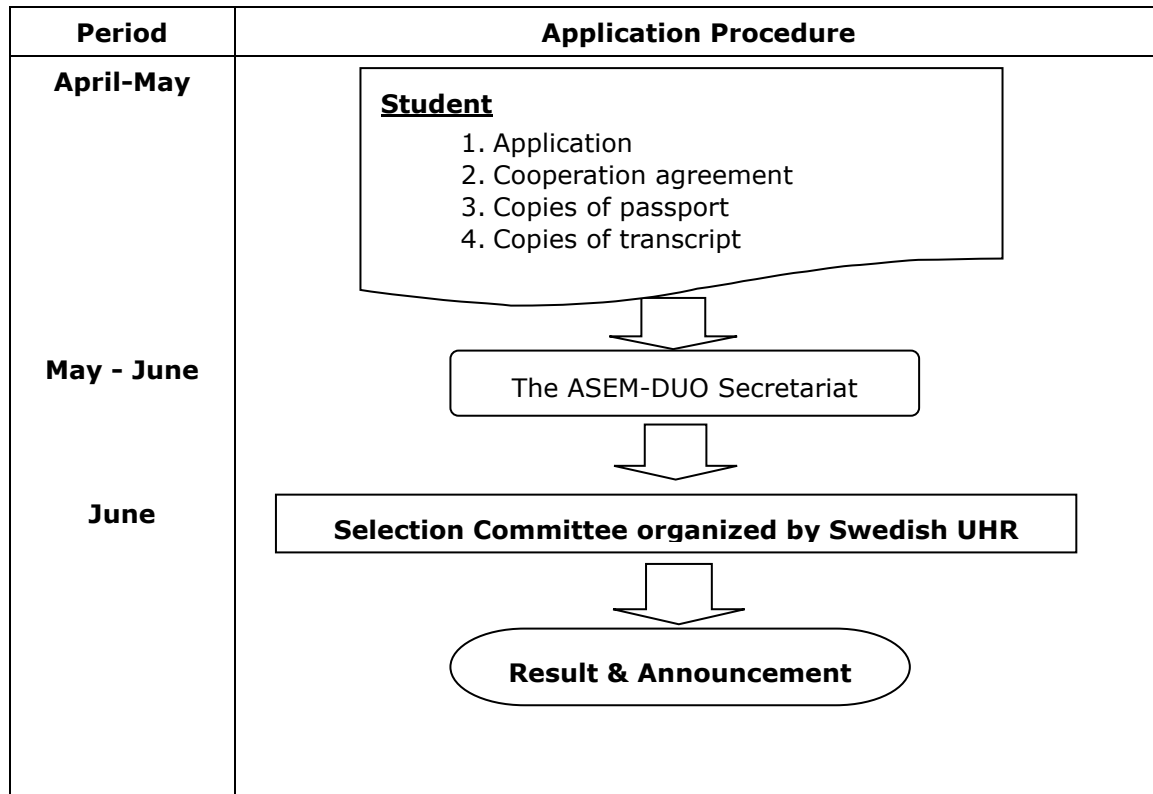 Period
Application Procedure
April-May
Student
1. Application
2. Cooperation agreement
3. Copies of passport
4. Copies of transcript
May - June
The ASEM-DUO Secretariat
June
Selection Committee organized by Swedish UHR
Result & Announcement